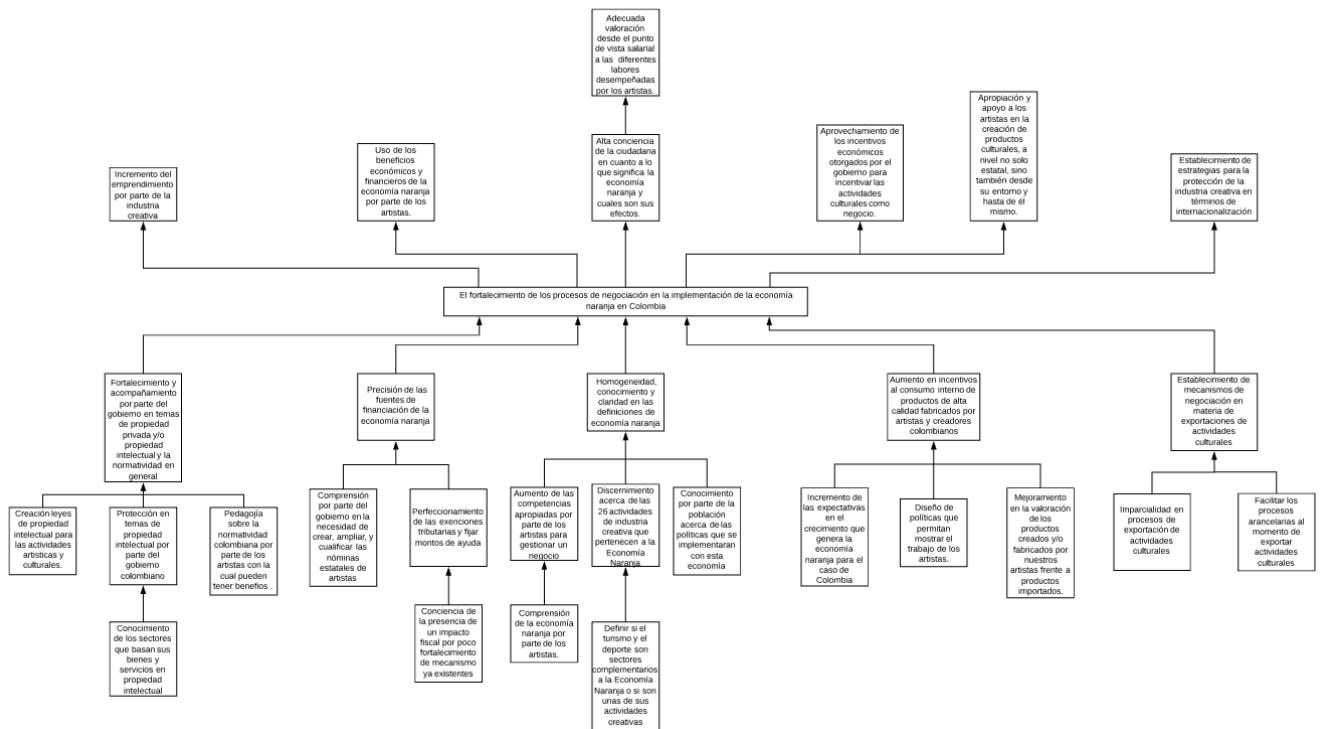 Adecuada
valoración
desde el punto
de vista salarial
a las diferentes
labores
desempeñadas
por los artistas.
Incremento del
emprendimiento
por parte de la
industria
creativa
Uso de los
beneficios
económicos y
financieros de la
economía naranja
por parte de los
artistas.
Alta conciencia
de la ciudadana
en cuanto a lo
que significa la
economía
naranja y
cuales son sus
efectos.
Aprovechamiento de
los incentivos
económicos
otorgados por el
gobierno para
incentivar las
actividades
culturales como
negocio.
Apropiación y
apoyo a los
artistas en la
creación de
productos
culturales, a
nivel no solo
estatal, sino
también desde
su entorno y
hasta de él
mismo.
Establecimiento de
estrategias para la
protección de la
industria creativa en
términos de
internacionalización
El fortalecimiento de los procesos de negociación en la implementación de la economía
naranja en Colombia
Fortalecimiento y
acompañamiento
por parte del
gobierno en temas
de propiedad
privada y/o
propiedad
intelectual y la
normatividad en
general
Precisión de las
fuentes de
financiación de la
economía naranja
Homogeneidad,
conocimiento y
claridad en las
definiciones de
economía naranja
Aumento en incentivos
al consumo interno de
productos de alta
calidad fabricados por
artistas y creadores
colombianos
Establecimiento de
mecanismos de
negociación en
materia de
exportaciones de
actividades
culturales
Creación leyes
de propiedad
intelectual para
las actividades
artisticas y
culturales.
Protección en
temas de
propiedad
intelectual por
parte del
gobierno
colombiano
Pedagogía
sobre la
normatividad
colombiana por
parte de los
artistas con la
cual pueden
tener benefios .
Comprensión
por parte del
gobierno en la
necesidad de
crear, ampliar, y
cualificar las
nóminas
estatales de
artistas
Perfeccionamiento
de las exenciones
tributarias y fijar
montos de ayuda
Aumento de las
competencias
apropiadas por
parte de los
artistas para
gestionar un
negocio
Discernimiento
acerca de las
26 actividades
de industria
creativa que
pertenecen a la
Economía
Naranja
Conocimiento
por parte de la
población
acerca de las
políticas que se
implementaran
con esta
economía
Incremento de
las expectativas
en el
crecimiento que
genera la
economía
naranja para el
caso de
Colombia
Diseño de
políticas que
permitan
mostrar el
trabajo de los
artistas.
Mejoramiento
en la valoración
de los
productos
creados y/o
fabricados por
nuestros
artistas frente a
productos
importados.
Imparcialidad en
procesos de
exportación de
actividades
culturales
Facilitar los
procesos
arancelarias al
momento de
exportar
actividades
culturales
Conocimiento
de los sectores
que basan sus
bienes y
servicios en
propiedad
intelectual
Conciencia de
la presencia de
un impacto
fiscal por poco
fortalecimiento
de mecanismo
ya existentes
Comprensión
de la economía
naranja por
parte de los
artistas.
Definir si el
turismo y el
deporte son
sectores
complementarios
a la Economía
Naranja o si son
unas de sus
actividades
creativas